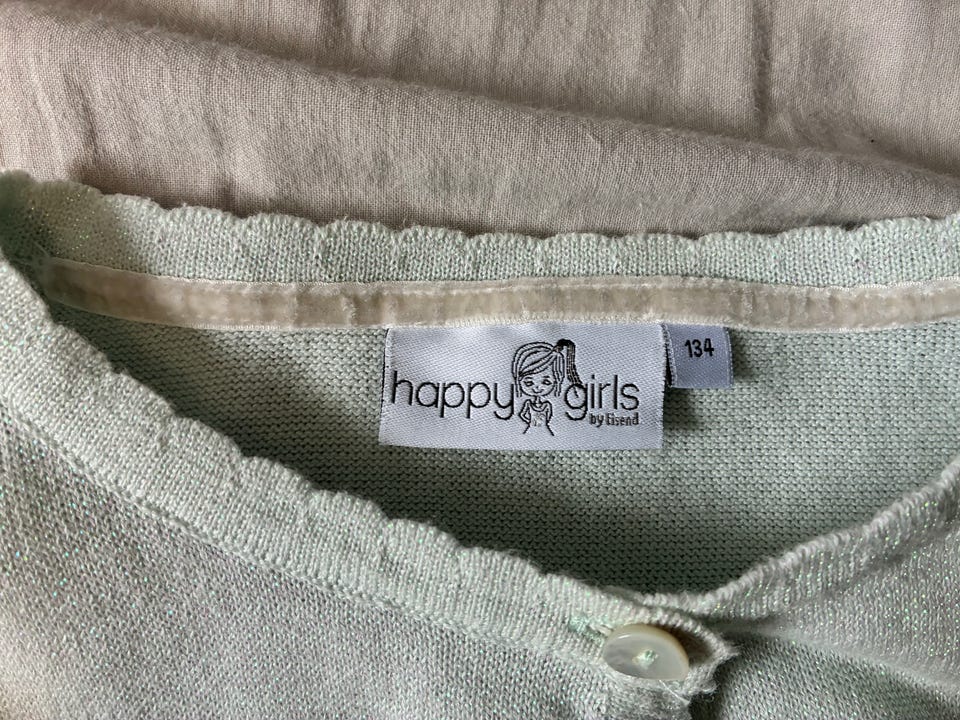 happy girls
by Eisend
134